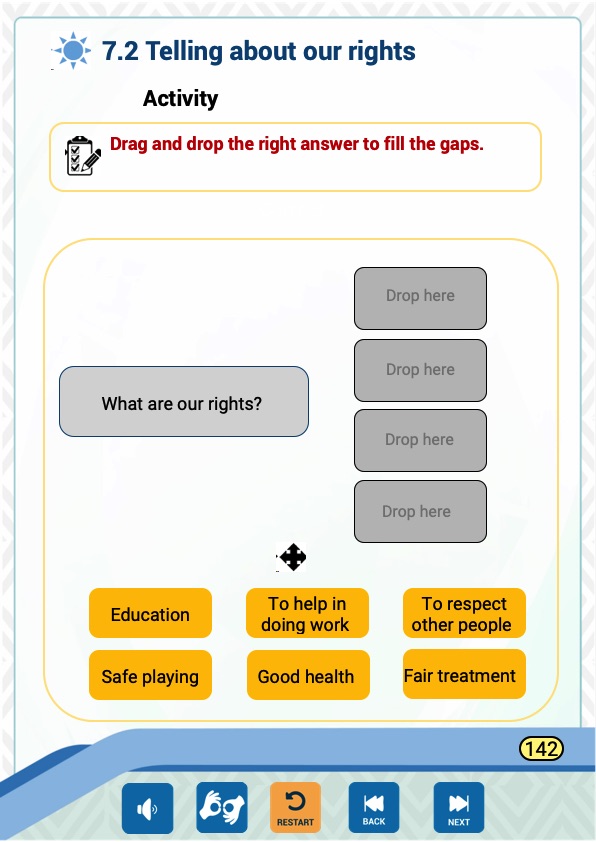 7.2 Telling about our rights
Activity
Drag and drop the right answer to fill the gaps.
What are our rights?
Drop here
Drop here
Drop here
Drop here
Education
To help in
doing work
To respect
other people
Safe playing
Good health
Fair treatment
142
RESTART
BACK
NEXT